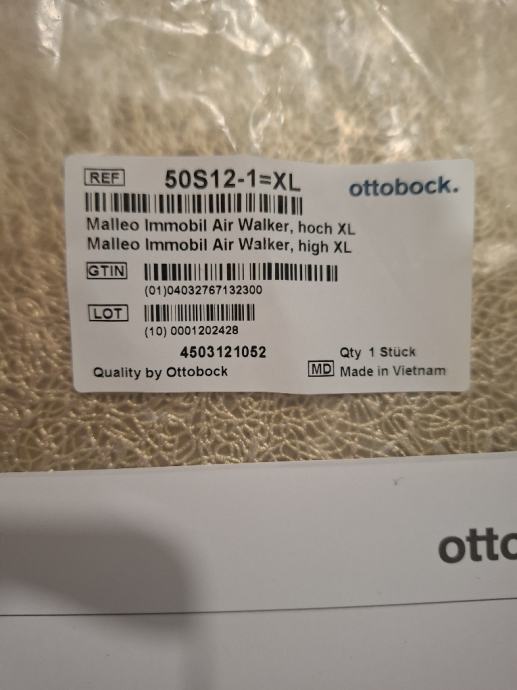 REF 50S12-1=XL ottobock.
Malleo Immobil Air Walker, hoch XL
Malleo Immobil Air Walker, high XL
GTIN
(01)04032767132300
LOT
(10) 0001202428
4503121052 Qty 1 Stück
Quality by Ottobock MD Made in Vietnam
otto